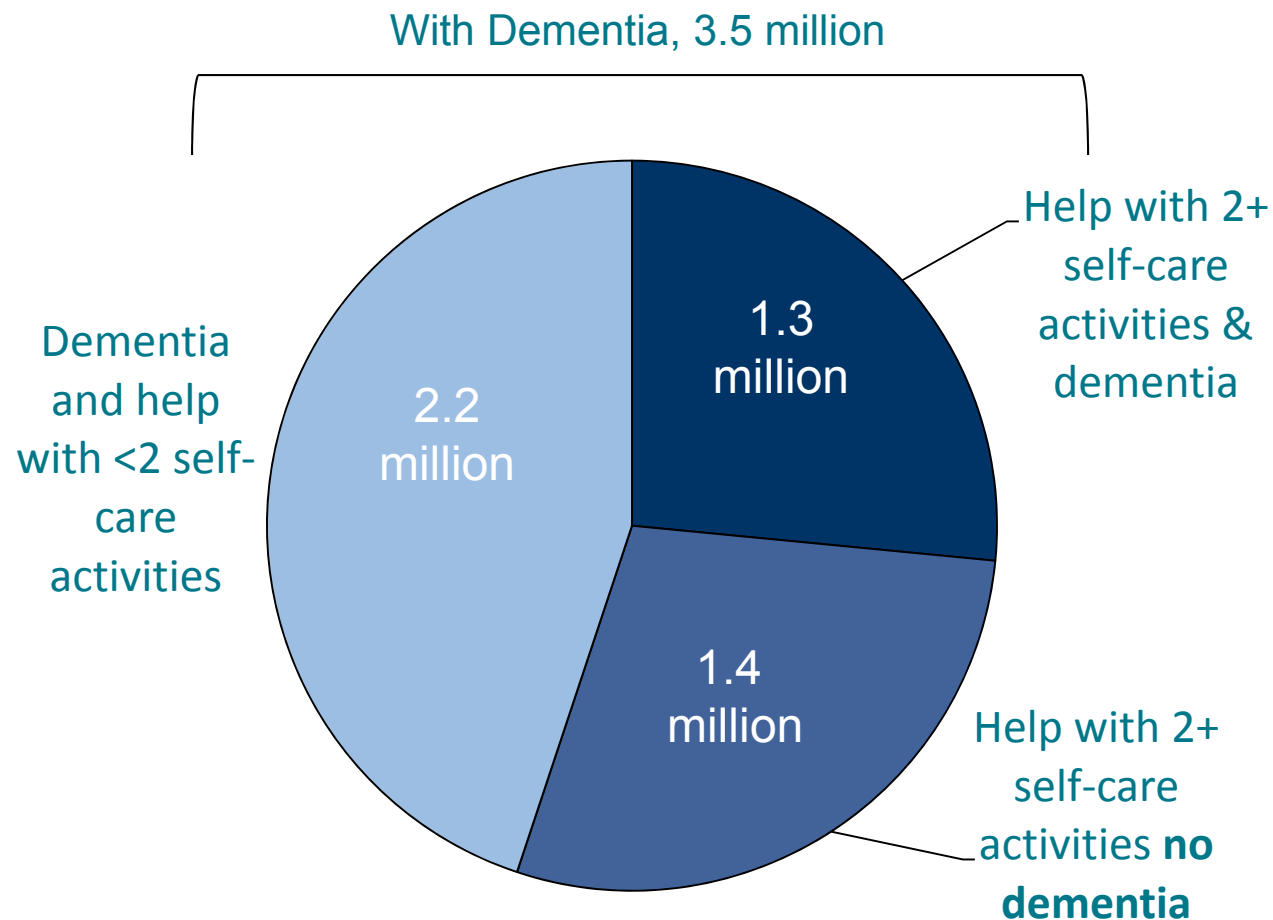 With Dementia, 3.5 million
Help with 2+
self-care
activities &
dementia
1.3
million
Dementia
and help
with <2 self-
care
activities
2.2
million
1.4
million
Help with 2+
self-care
activities no
dementia